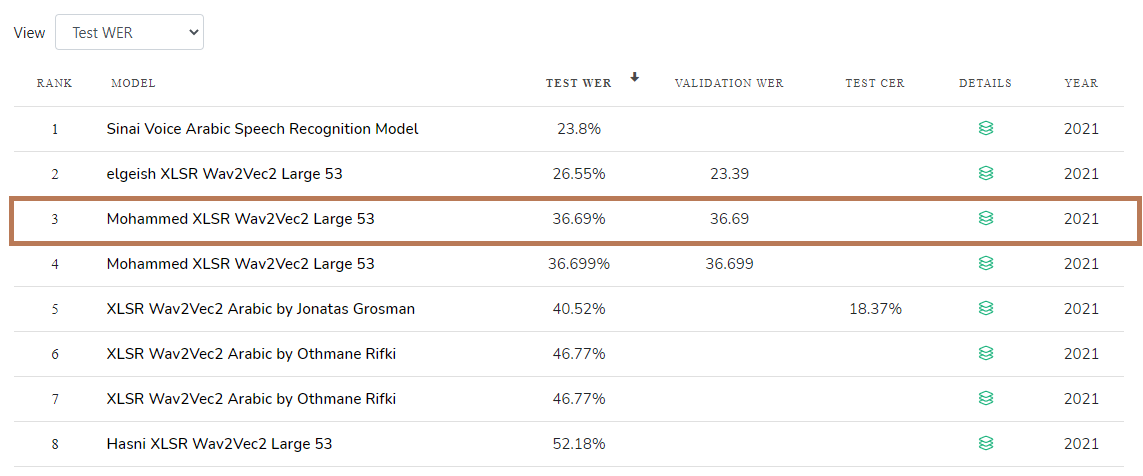 View Test WER
RANK MODEL TEST WER VALIDATION WER TEST CER DETAILS YEAR
1 Sinai Voice Arabic Speech Recognition Model 23.8% 2021
2 elgeish XLSR Wav2Vec2 Large 53 26.55% 23.39 2021
3 Mohammed XLSR Wav2Vec2 Large 53 36.69% 36.69 2021
4 Mohammed XLSR Wav2Vec2 Large 53 36.699% 36.699 2021
5 XLSR Wav2Vec2 Arabic by Jonatas Grosman 40.52% 18.37% 2021
6 XLSR Wav2Vec2 Arabic by Othmane Rifki 46.77% 2021
7 XLSR Wav2Vec2 Arabic by Othmane Rifki 46.77% 2021
8 Hasni XLSR Wav2Vec2 Large 53 52.18% 2021